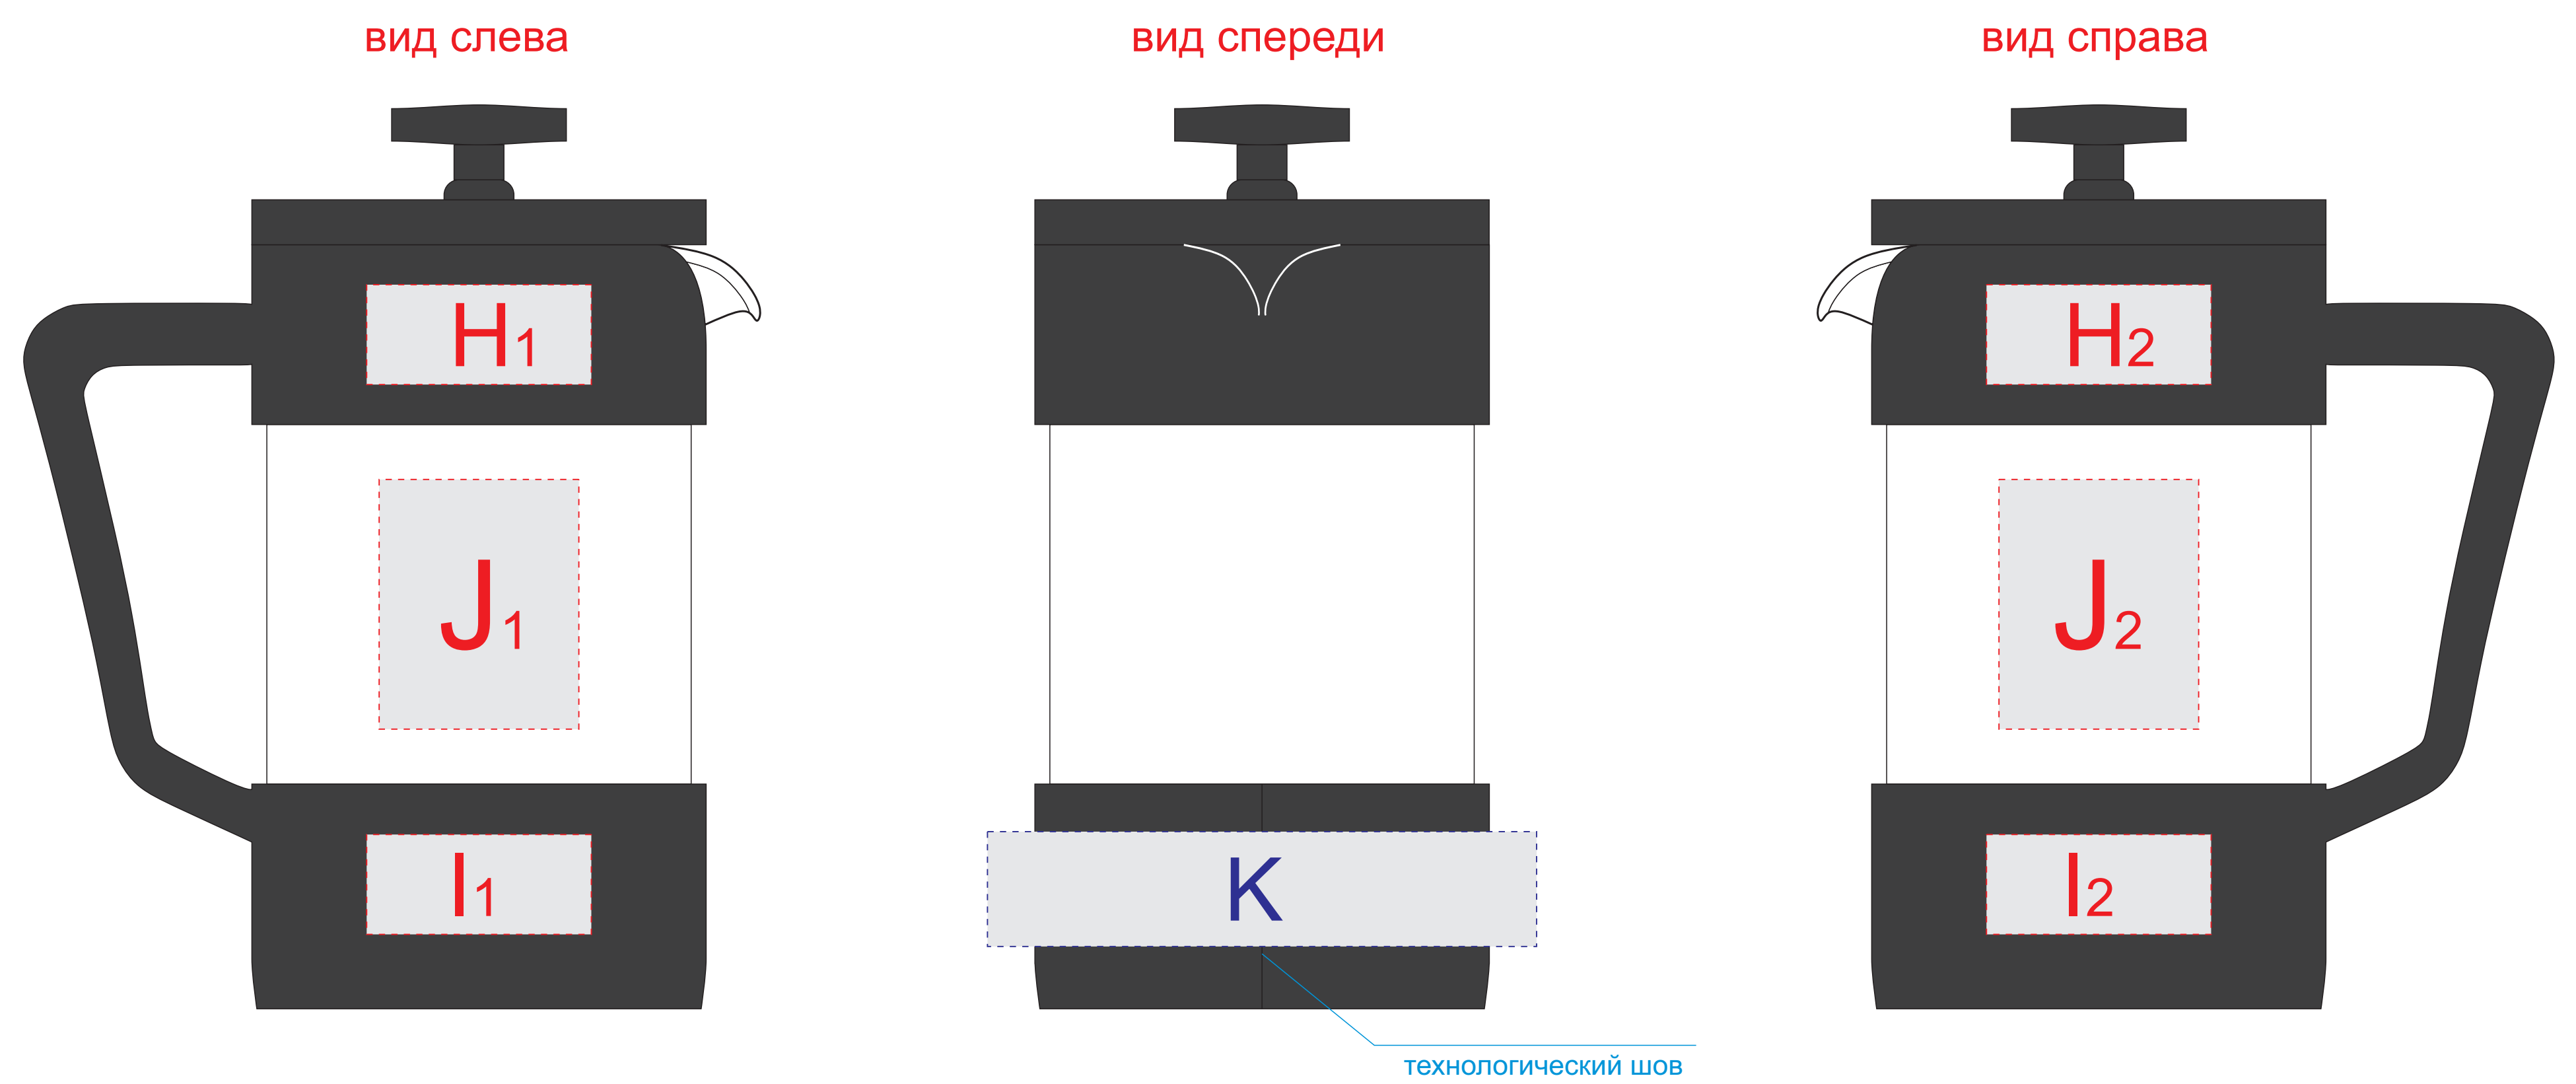 вид слева
вид спереди
вид справа
H1
H2
J1
J2
I1
K
I2
технологический шов